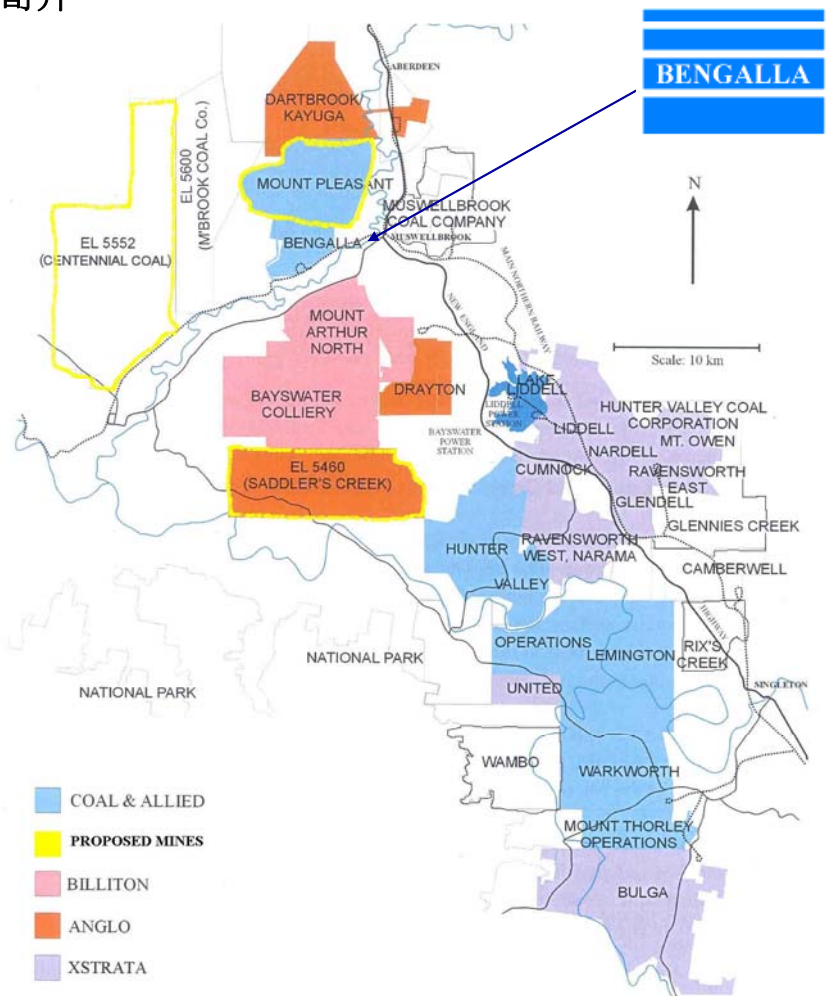 BENGALLA
ABERDEEN
DARTBROOK/
KAYUGA
EL 5600
(M'BROOK COAL Co.)
MOUNT PLEASANT
MUSWELLBROOK
COAL COMPANY
MUSWELLBROOK
N
EL 5552
(CENTENNIAL COAL)
BENGALLA
MAIN NORTHERN RAILWAY
NEW ENGLAND
MOUNT
ARTHUR
NORTH
Scale: 10 km
DRAYTON
BAYSWATER
COLLIERY
LAKE
LIDDELL
LIDDELL
POWER
STATION
HUNTER VALLEY COAL
CORPORATION
MT. OWEN
LIDDELL
BAYSWATER
POWER
STATION
NARDELL
EL 5460
(SADDLER'S CREEK)
CUMNOCK
RAVENSWORTH
EAST
GLENDELL
GLENNIES CREEK
HUNTER
VALLEY
RAVENSWORTH
WEST, NARAMA
CAMBERWELL
HIGHWAY
OPERATIONS
LEMINGTON
RIX'S
CREEK
NATIONAL PARK
NATIONAL PARK
UNITED
SINGLETON
WAMBO
WARKWORTH
MOUNT THORLEY
OPERATIONS
BULGA
COAL & ALLIED
PROPOSED MINES
BILLITON
ANGLO
XSTRATA